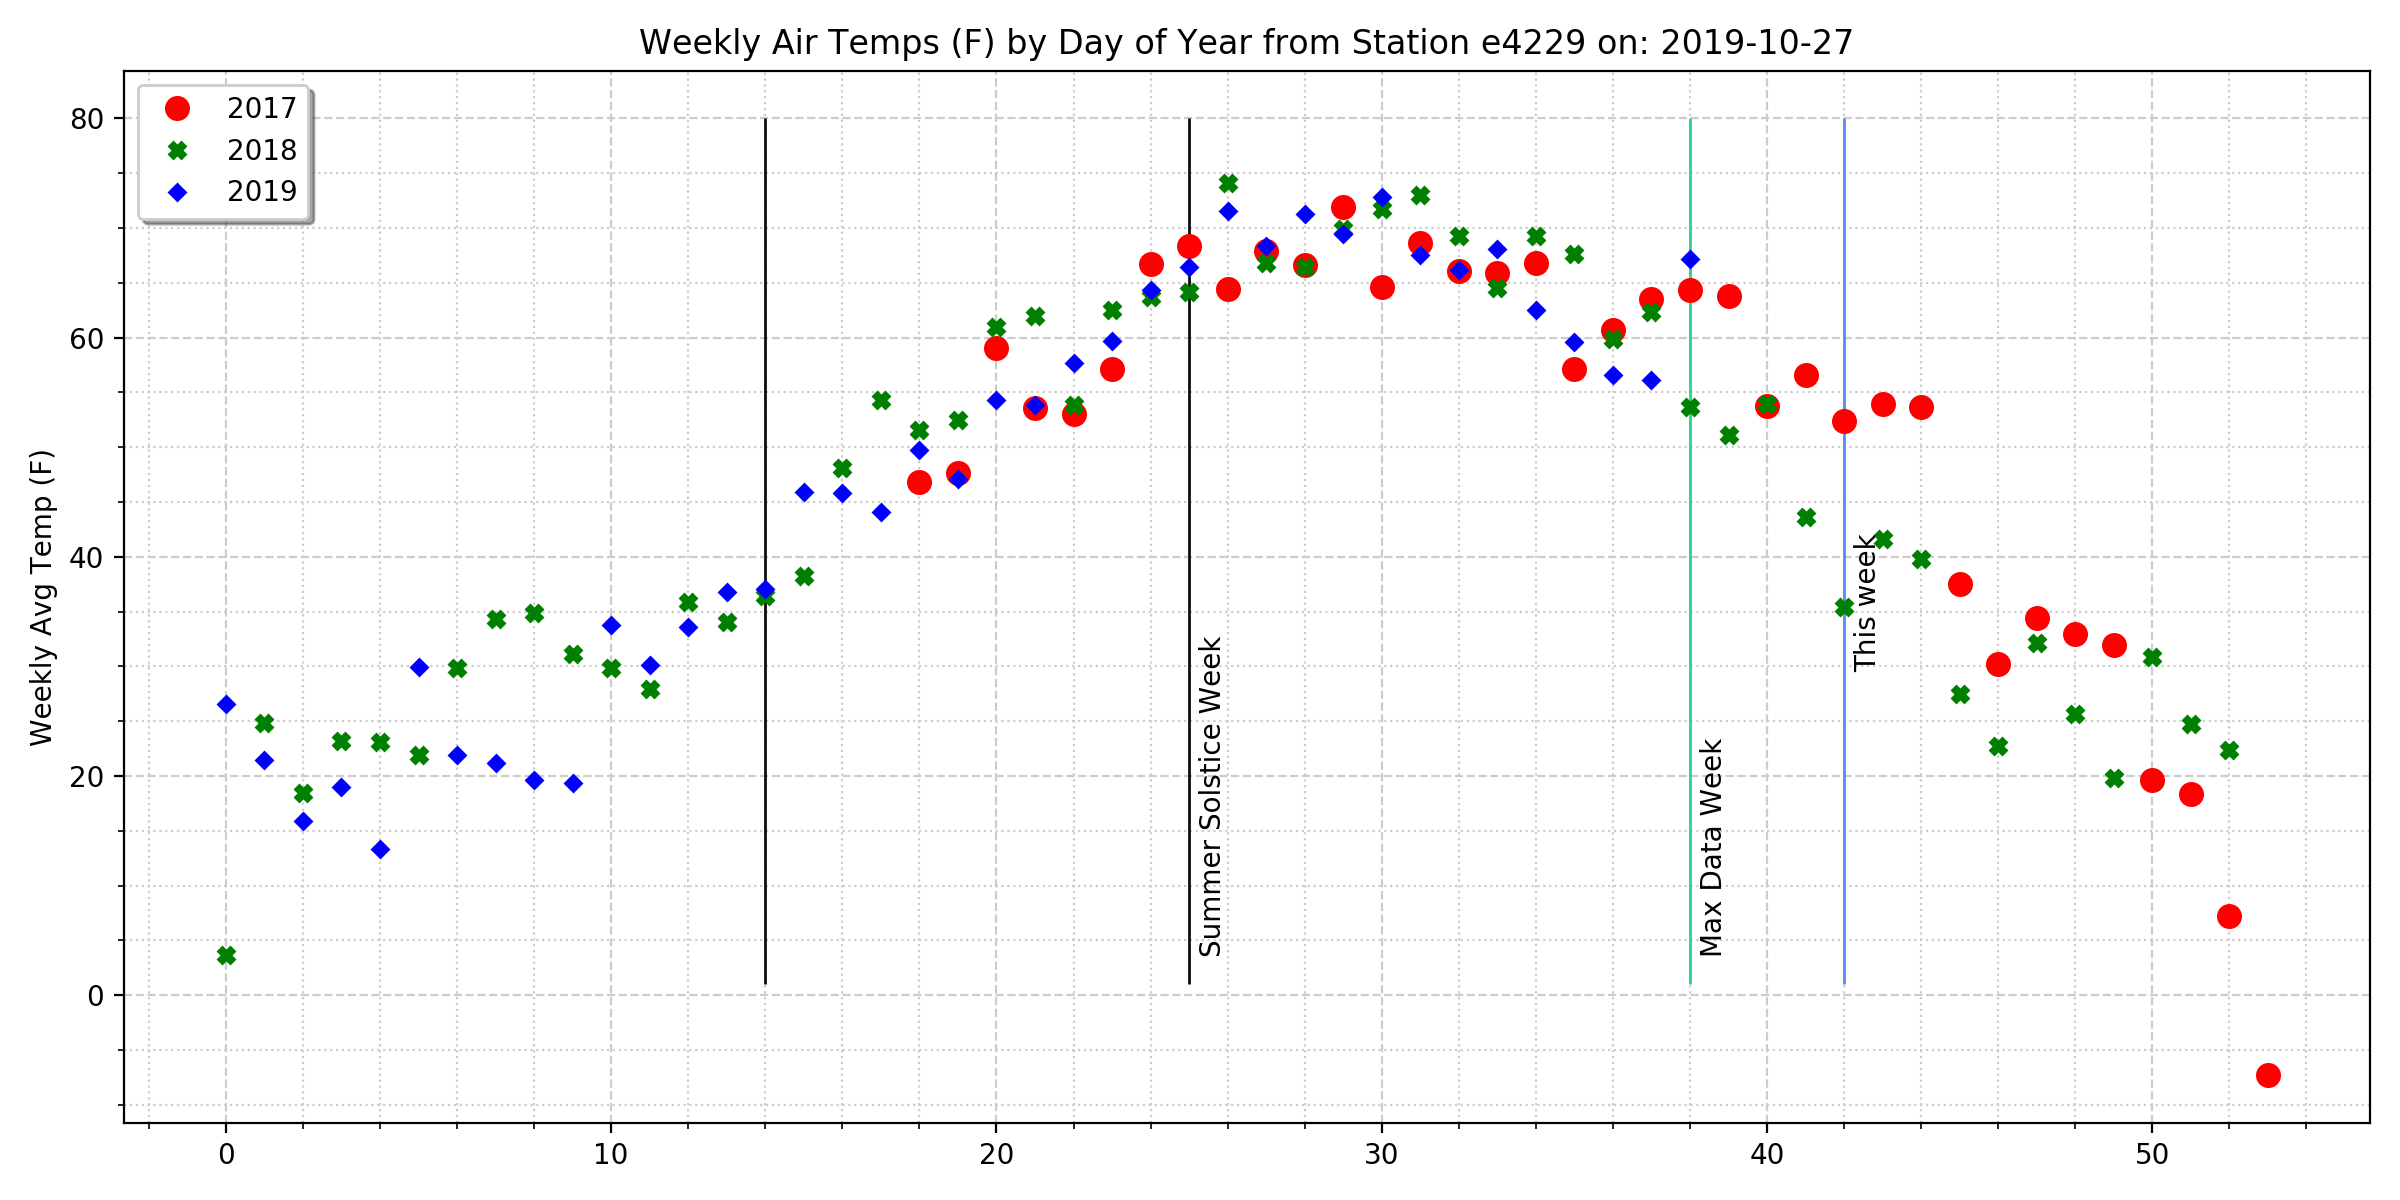 Weekly Air Temps (F) by Day of Year from Station e4229 on: 2019-10-27
2017
2018
2019
80
60
40
20
0
Weekly Avg Temp (F)
Summer Solstice Week
Max Data Week
This week
0 10 20 30 40 50